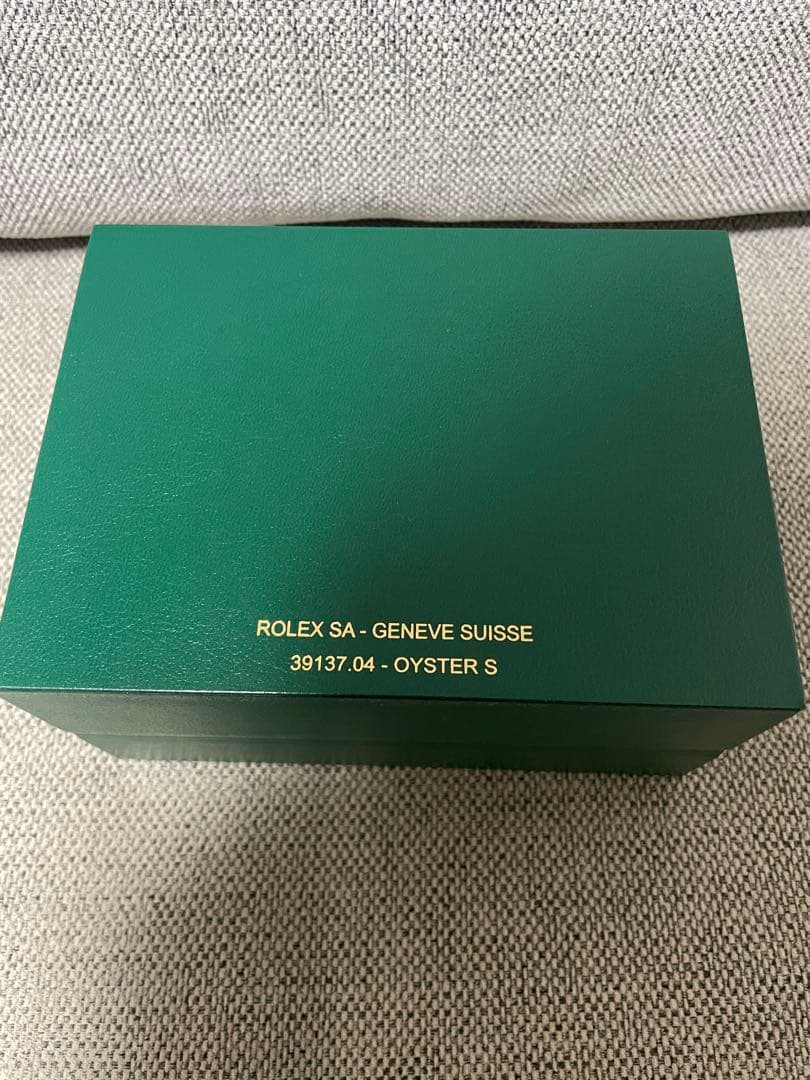 ROLEX SA - GENEVE SUISSE
39137.04 - OYSTER S